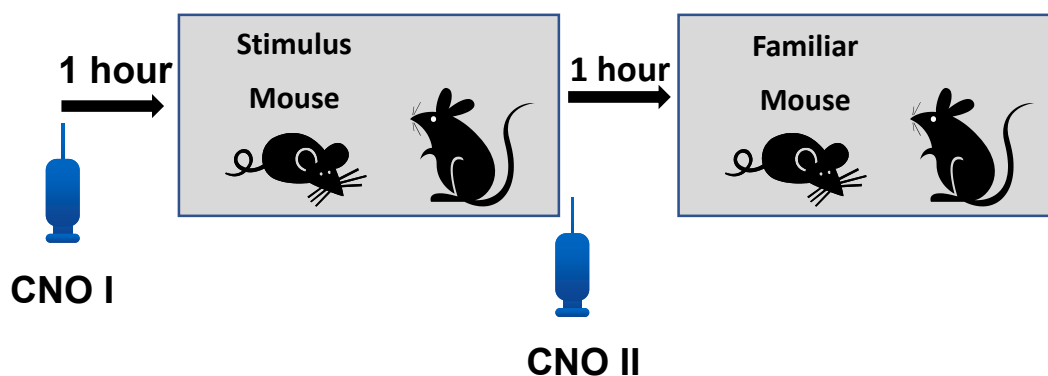 1 hour
Stimulus
Mouse
1 hour
Familiar
Mouse
CNO I
CNO II